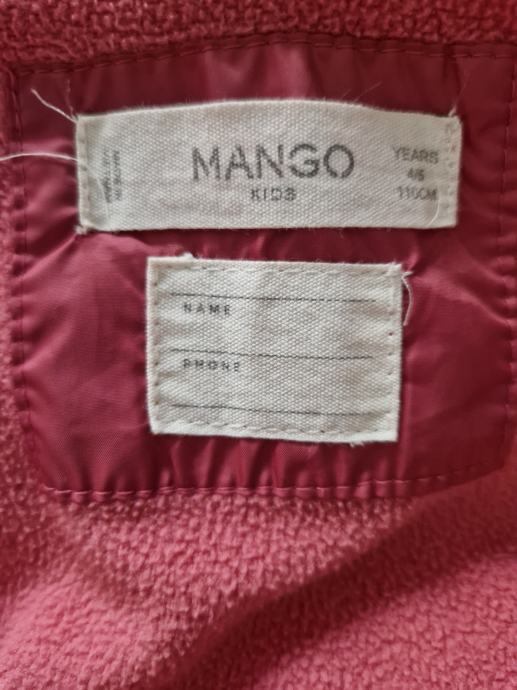 MANGO
KIDS
YEARS
4/5
110CM
NAME
PHONE